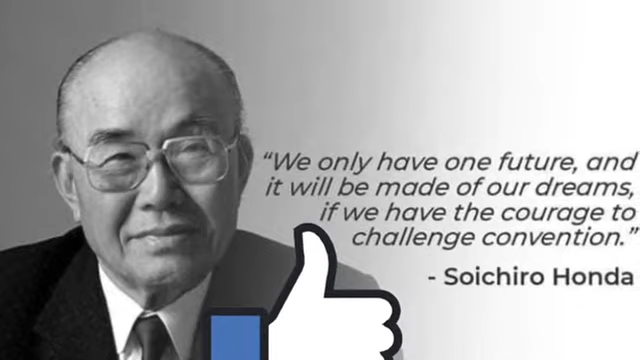 “We only have one future, and
it will be made of our dreams,
if we have the courage to
challenge convention.”
- Soichiro Honda